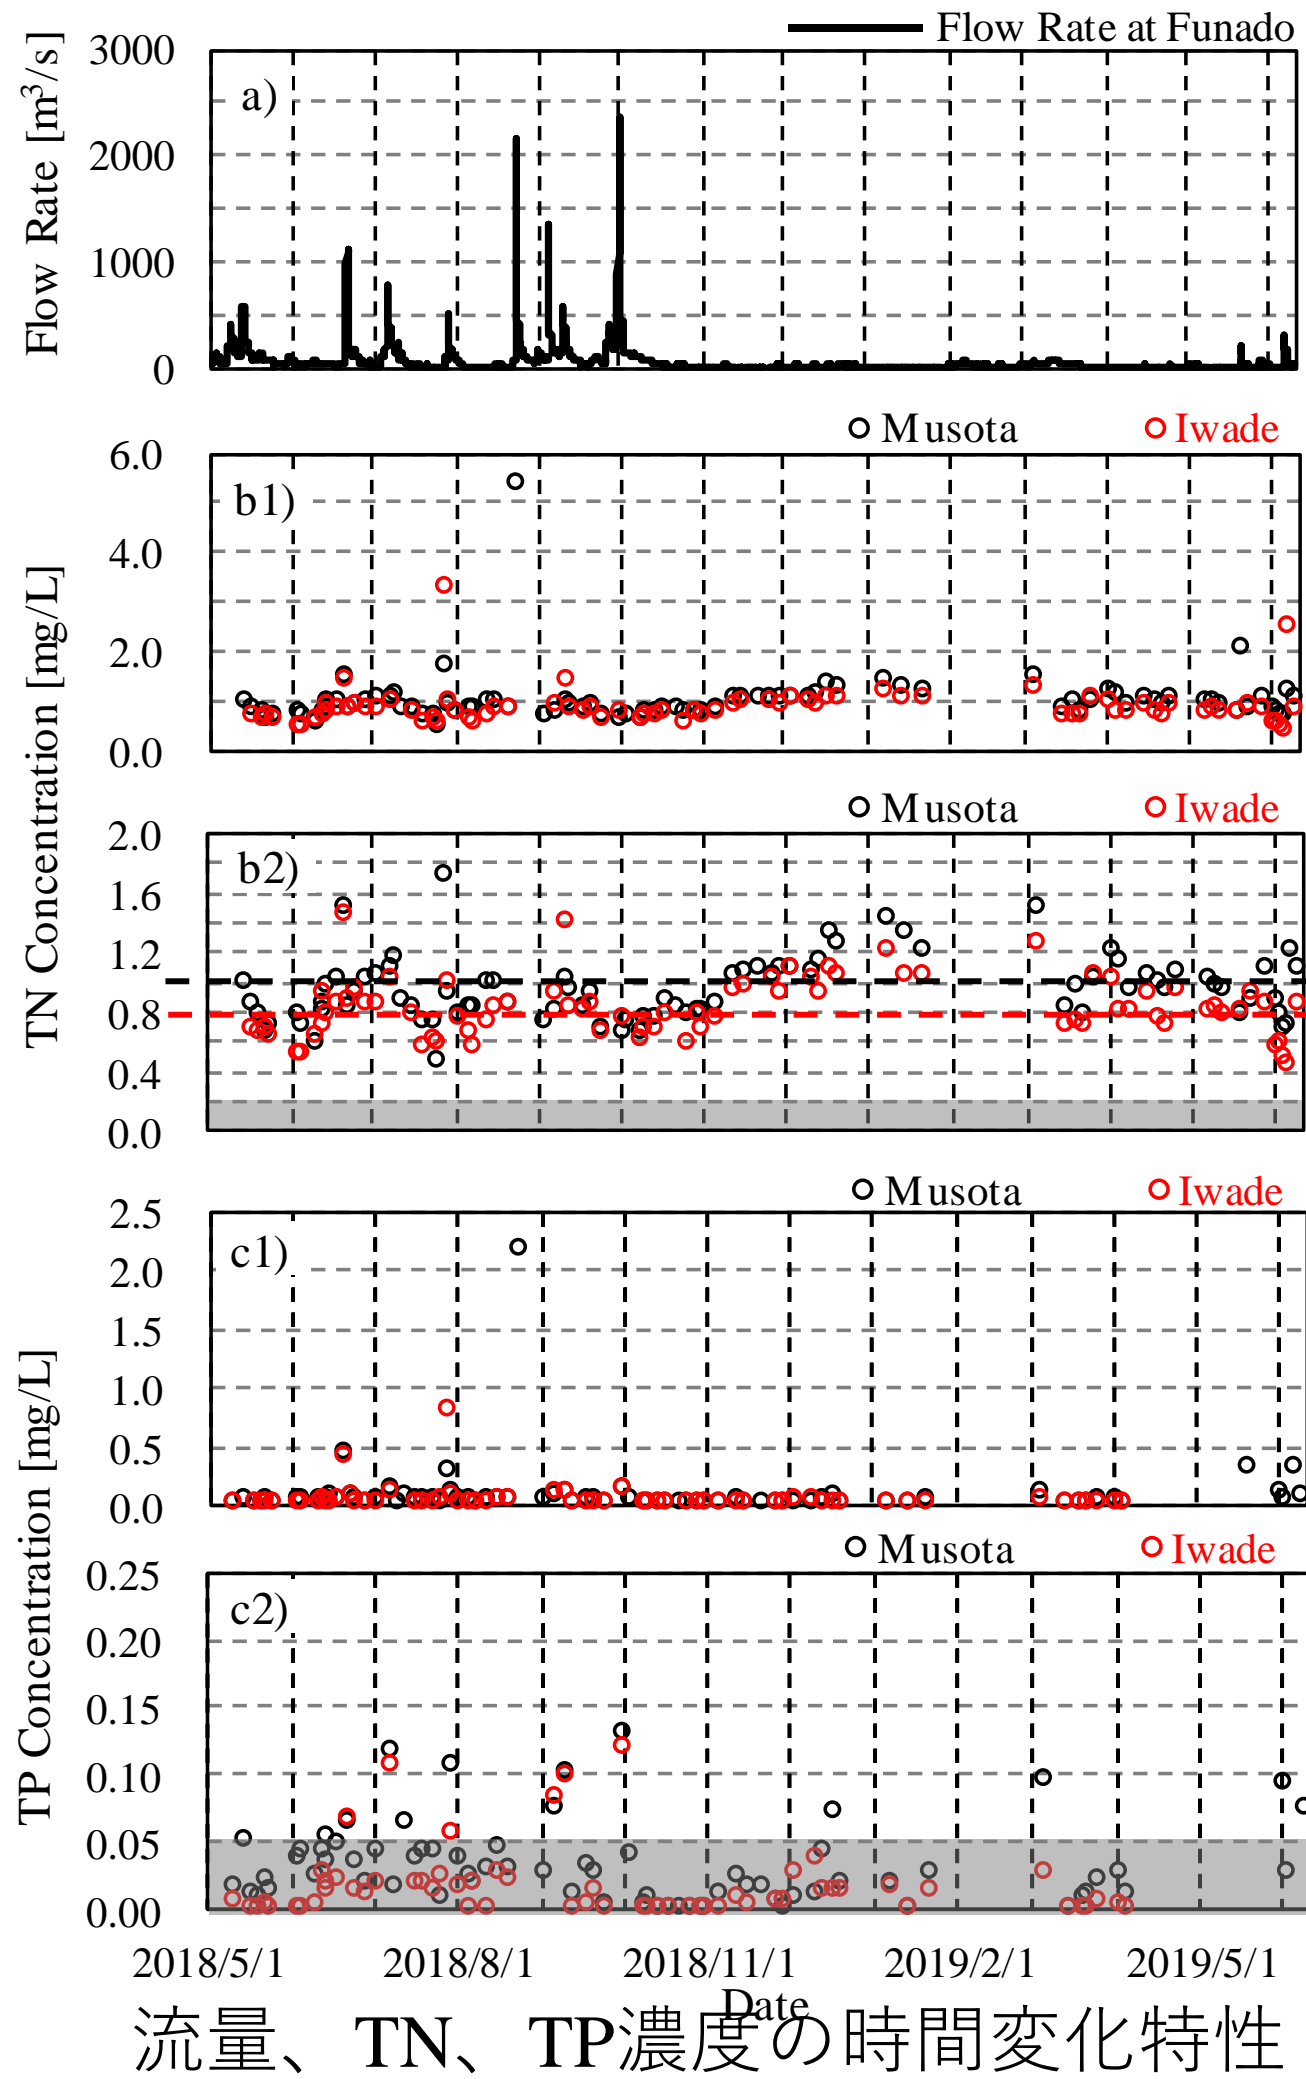 Flow Rate at Funado
Flow Rate [m³/s]
3000
2000
1000
0
a)
Musota
Iwade
TN Concentration [mg/L]
6.0
4.0
2.0
0.0
b1)
Musota
Iwade
2.0
1.6
1.2
0.8
0.4
0.0
b2)
Musota
Iwade
TP Concentration [mg/L]
2.5
2.0
1.5
1.0
0.5
0.0
c1)
Musota
Iwade
0.25
0.20
0.15
0.10
0.05
0.00
c2)
2018/5/1 2018/8/1 2018/11/1 2019/2/1 2019/5/1
Date
流量、TN、TP濃度の時間変化特性